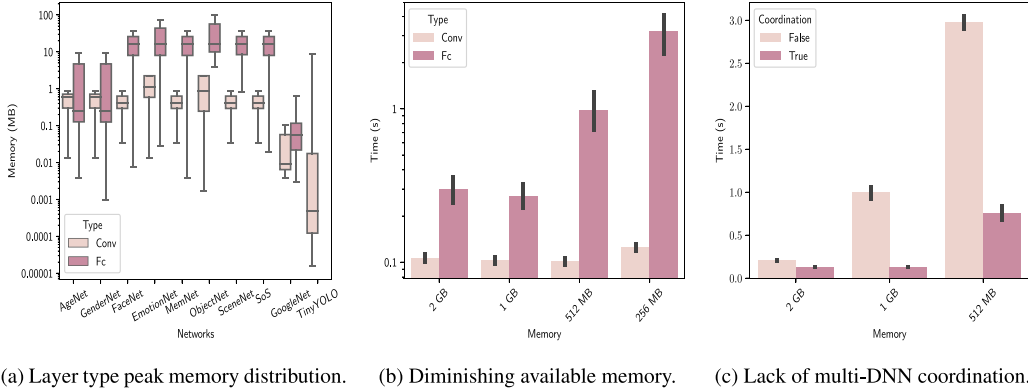 Memory (MB)
100
10
1
0.1
0.01
0.001
0.0001
0.00001
Type
Conv
Fc
AgeNet
GenderNet
FaceNet
EmotionNet
MemNet
ObjectNet
SceneNet
SoS
GoogleNet
TinyYOLO
Networks
(a) Layer type peak memory distribution.
Time (s)
1
0.1
Type
Conv
Fc
2 GB
1 GB
512 MB
256 MB
Memory
(b) Diminishing available memory.
Time (s)
3.0
2.5
2.0
1.5
1.0
0.5
0.0
Coordination
False
True
2 GB
1 GB
512 MB
Memory
(c) Lack of multi-DNN coordination.